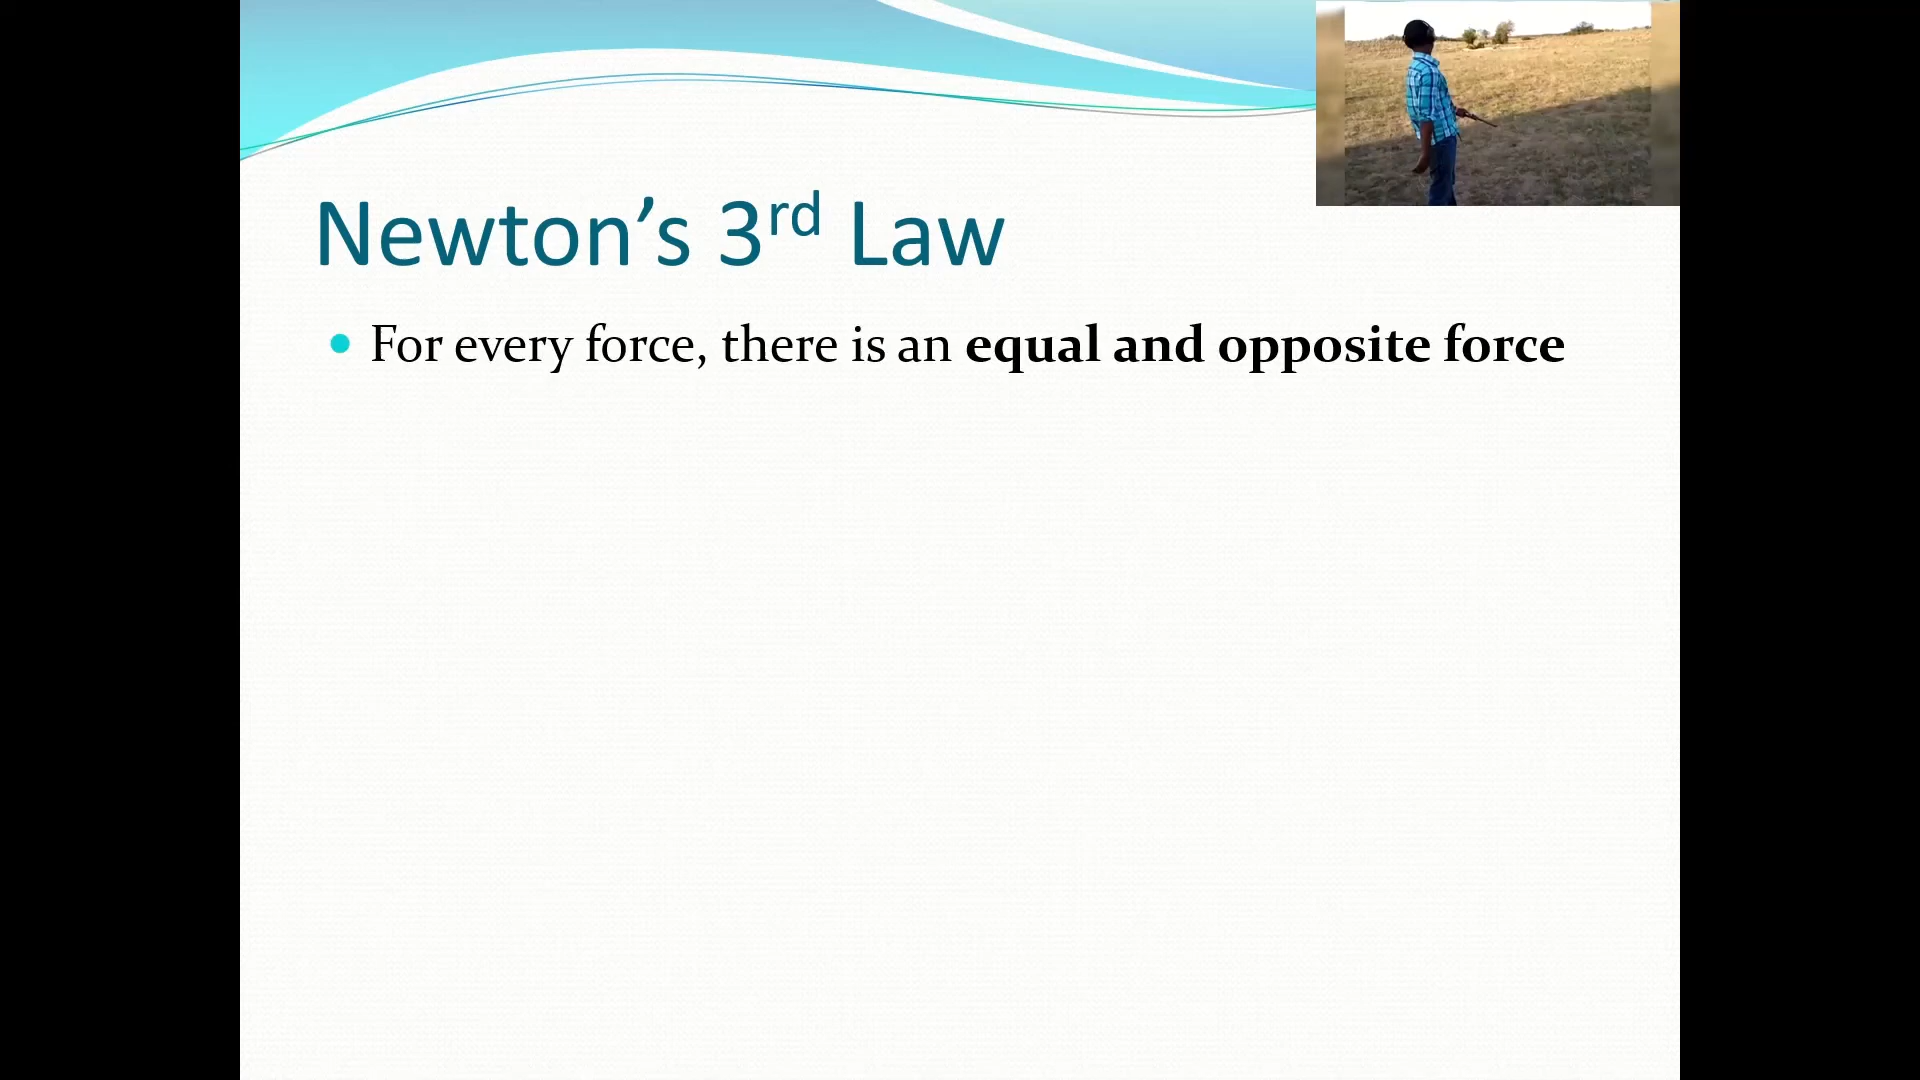 Newton’s 3rd Law
For every force, there is an equal and opposite force